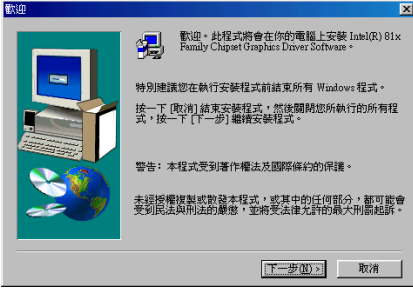 歡迎
歡迎。此程式將會在你的電腦上安裝 Intel(R) 81x
Family Chipset Graphics Driver Software。
特別建議您在執行安裝程式前結束所有 Windows 程式。
按一下 [取消] 結束安裝程式，然後關閉您所執行的所有程
式，按一下 [下一步] 繼續安裝程式。
警告: 本程式受到著作權法及國際條約的保護。
未經授權複製或散發本程式，或其中的任何部分，都可能會
受到民法與刑法的嚴懲，並將受法律允許的最大刑罰起訴。
下一步(N) >
取消